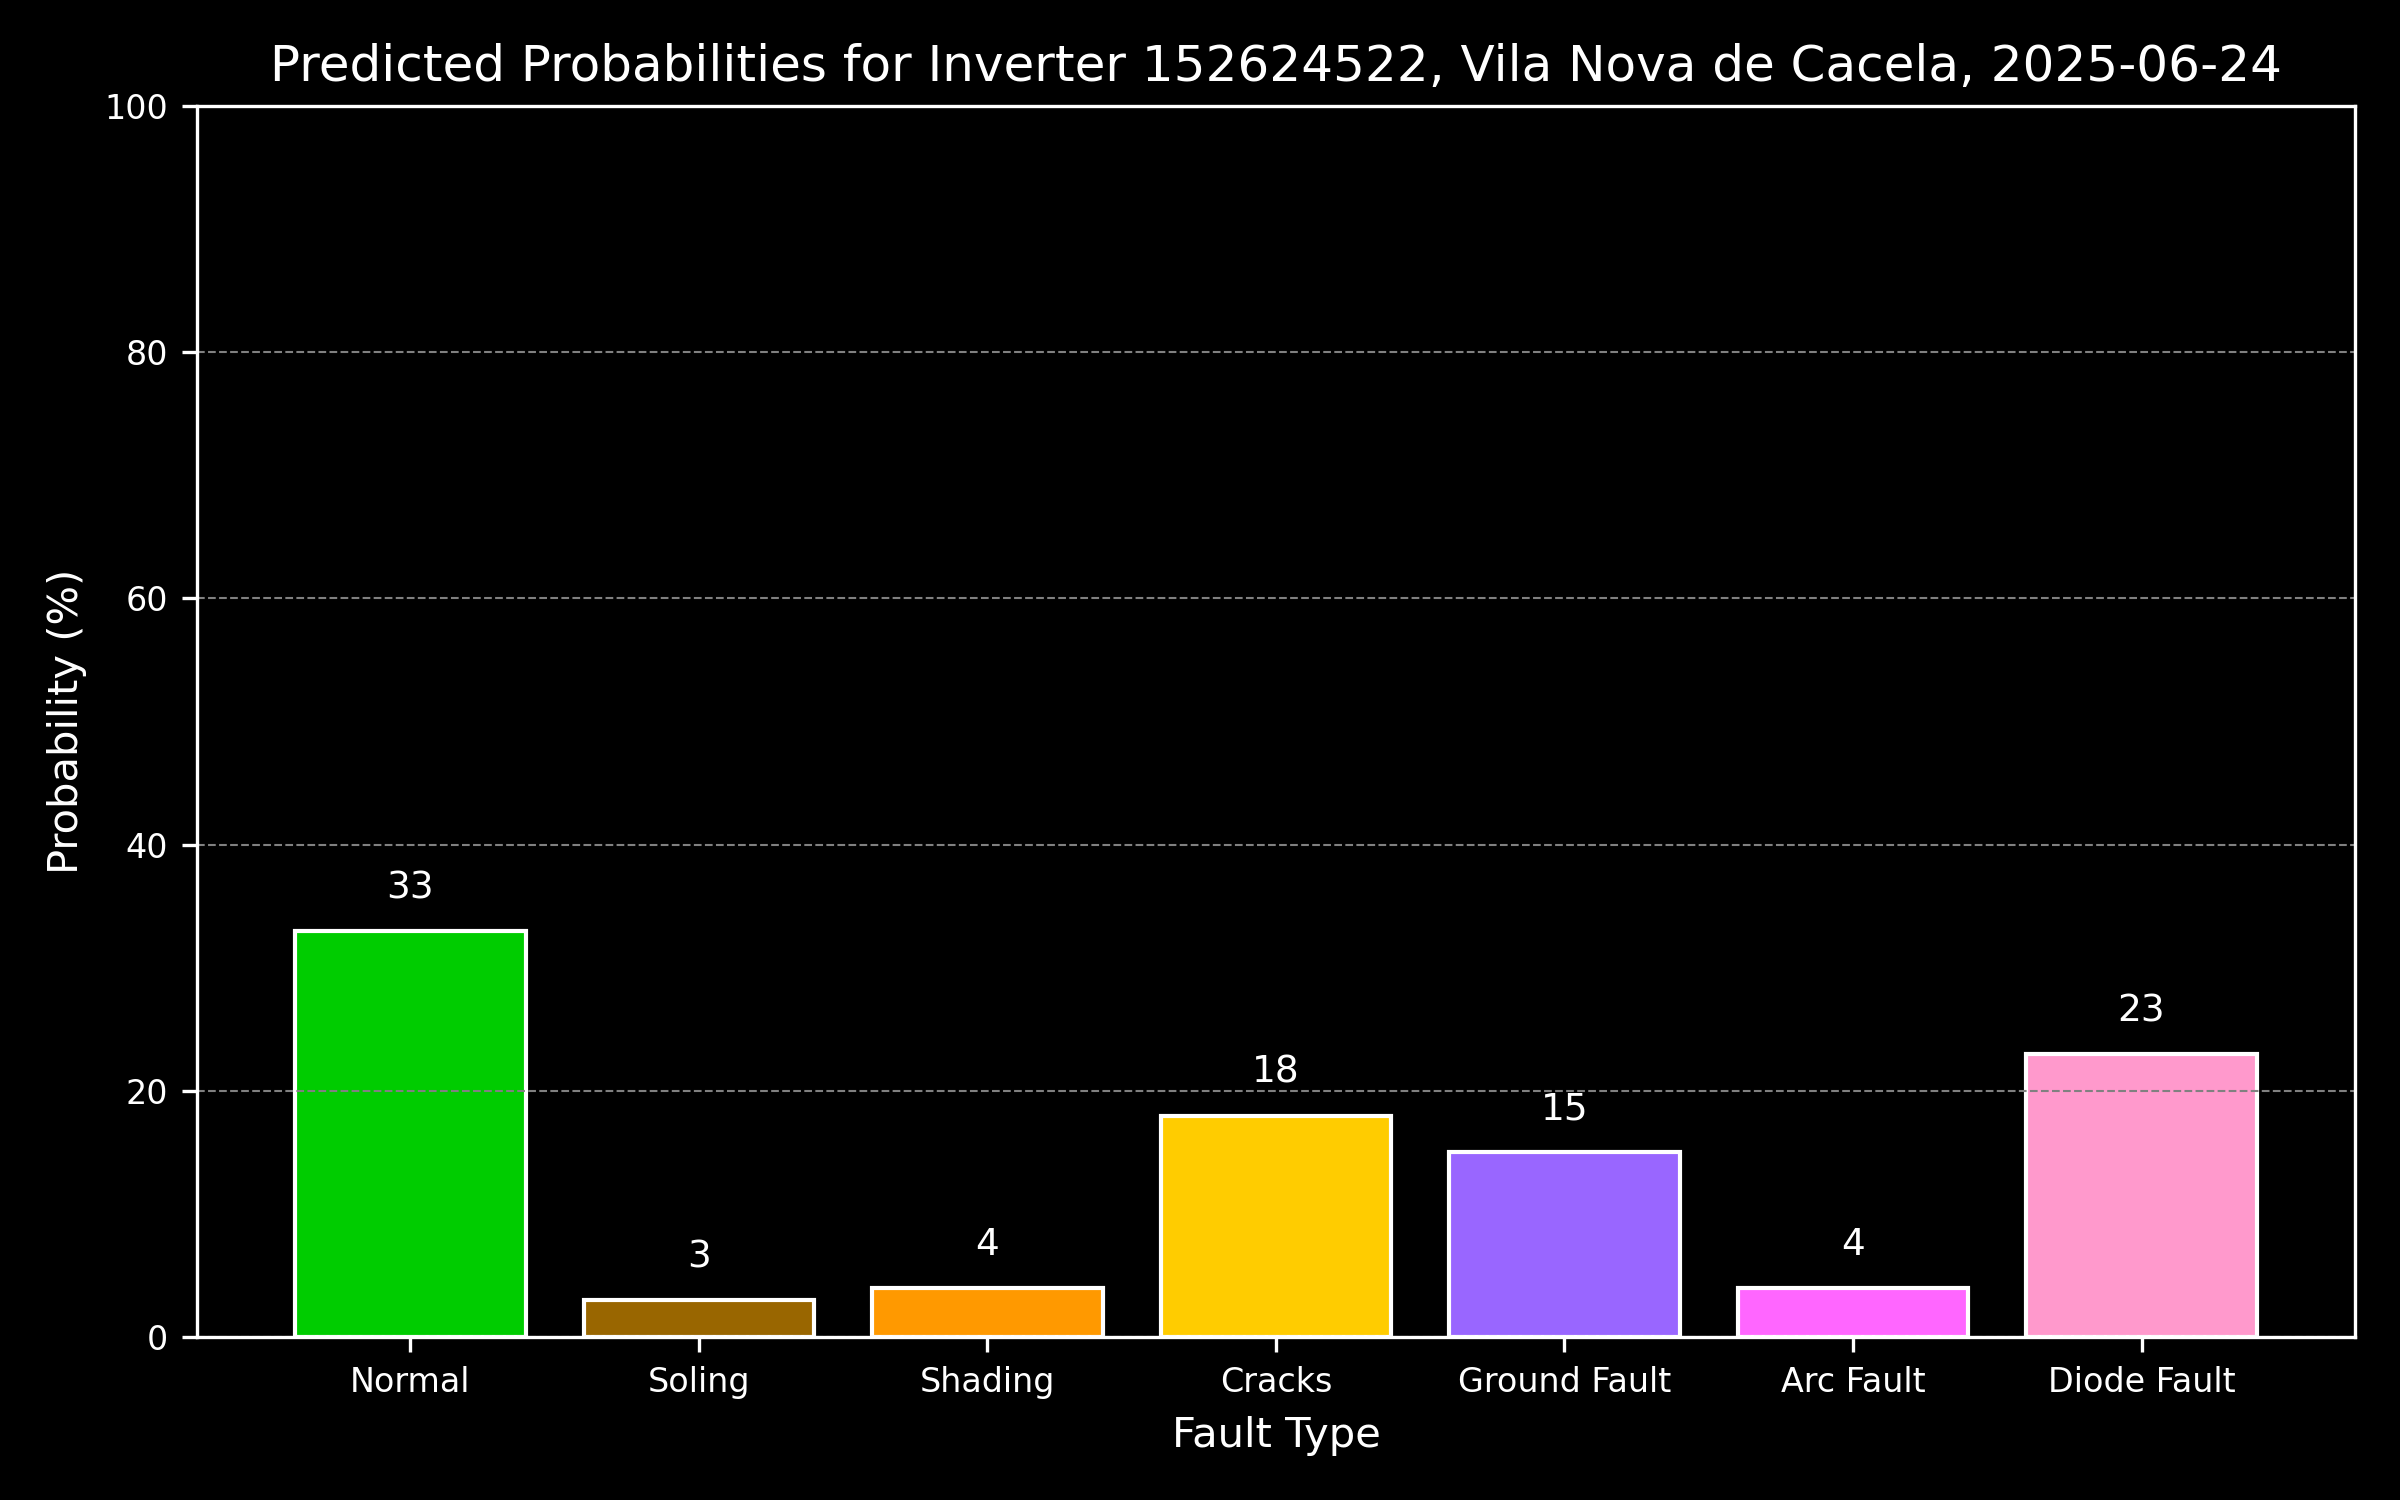 Predicted Probabilities for Inverter 152624522, Vila Nova de Cacela, 2025-06-24
100
80
60
40
20
0
Probability (%)
33
3
4
18
15
4
23
Normal
Soling
Shading
Cracks
Ground Fault
Arc Fault
Diode Fault
Fault Type